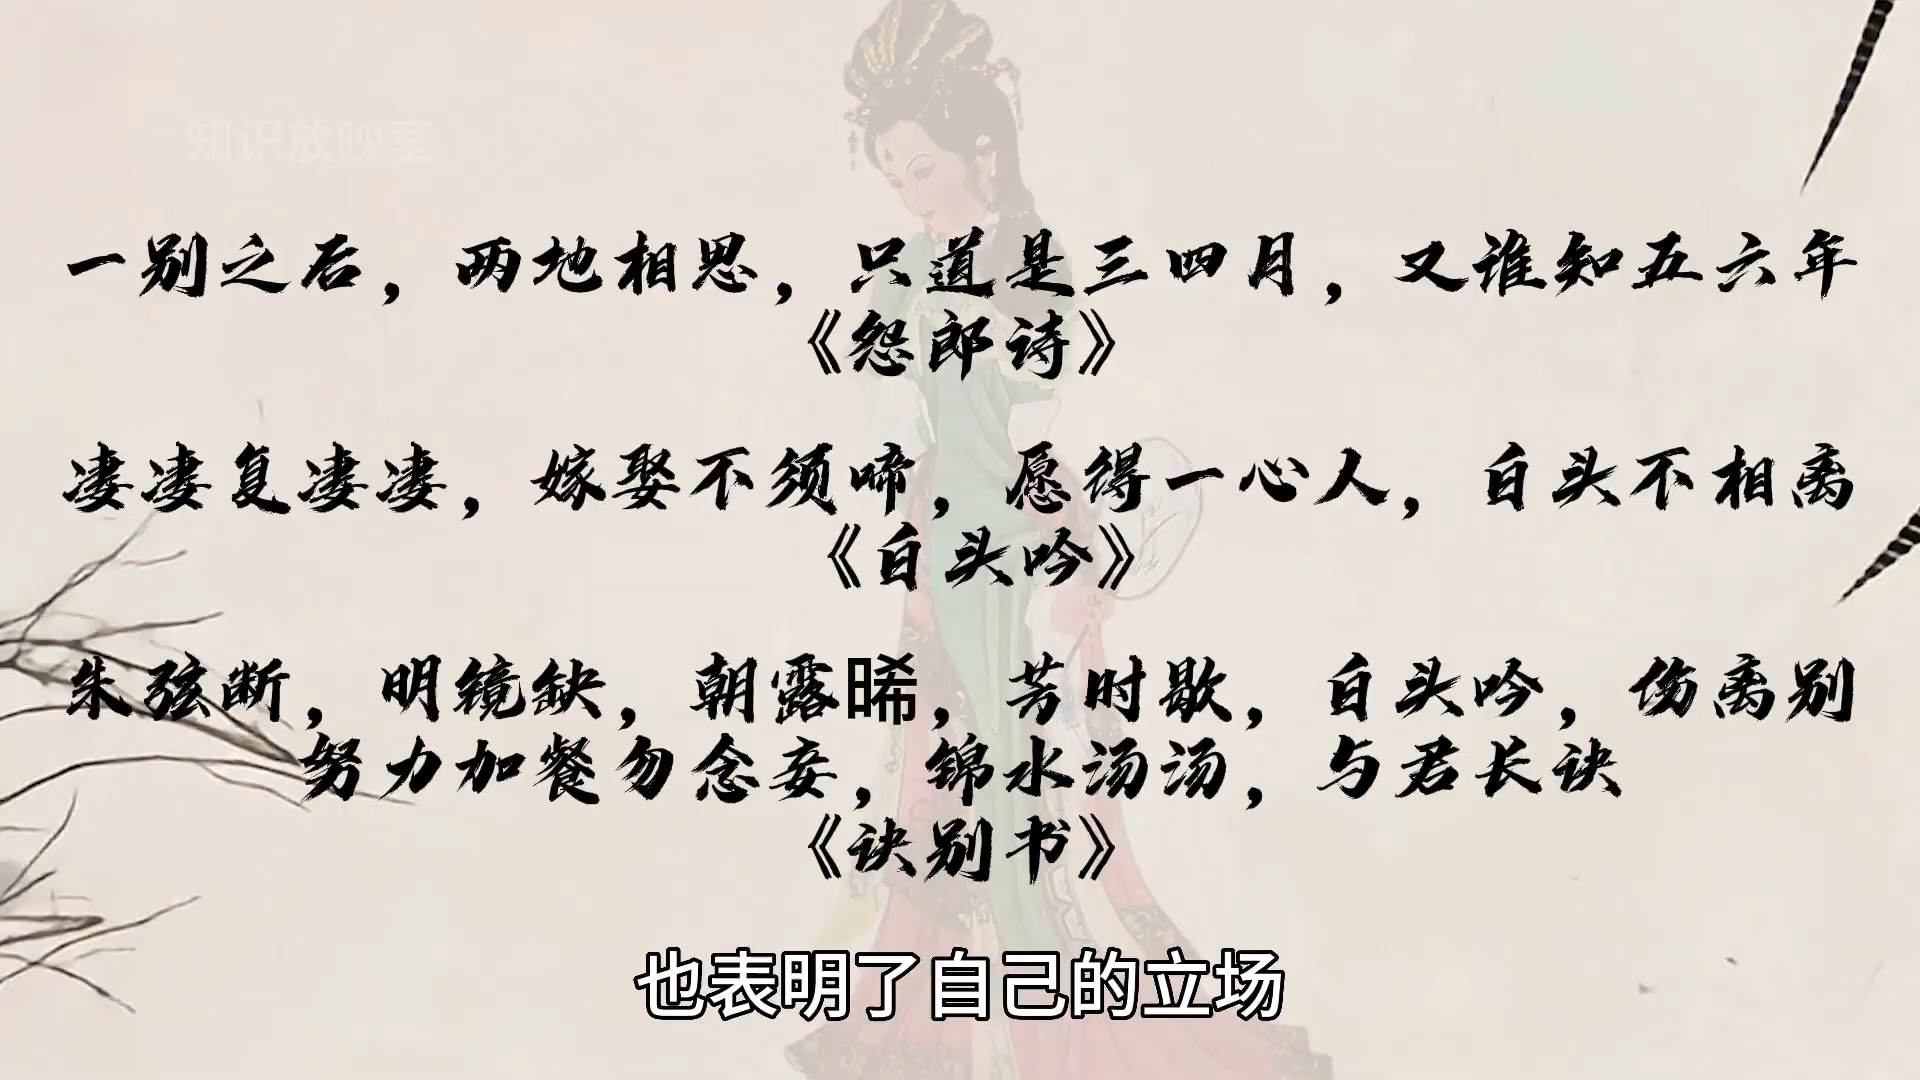 知识放映室
一别之后，两地相思，只道是三四月，又谁知五六年
《怨郎诗》
凄凄复凄凄，嫁娶不须啼，愿得一心人，白头不相离
《白头吟》
朱弦断，明镜缺，朝露晞，芳时歇，白头吟，伤离别
努力加餐勿念妾，锦水汤汤，与君长诀
《诀别书》
也表明了自己的立场